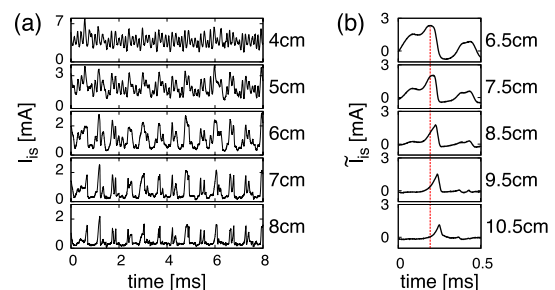 (a)
7
0
4cm
3
0
5cm
2
0
6cm
2
0
7cm
2
0
8cm
0 2 4 6 8
time [ms]
I_is [mA]
(b)
3
0
6.5cm
3
0
7.5cm
3
0
8.5cm
3
0
9.5cm
3
0
10.5cm
0 0.5
time [ms]
Ĩ_is [mA]